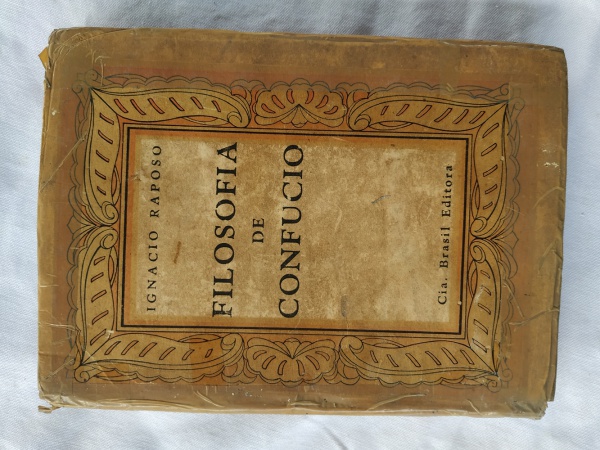 IGNACIO RAPOSO
FILOSOFIA
DE
CONFUCIO
Cia. Brasil Editora